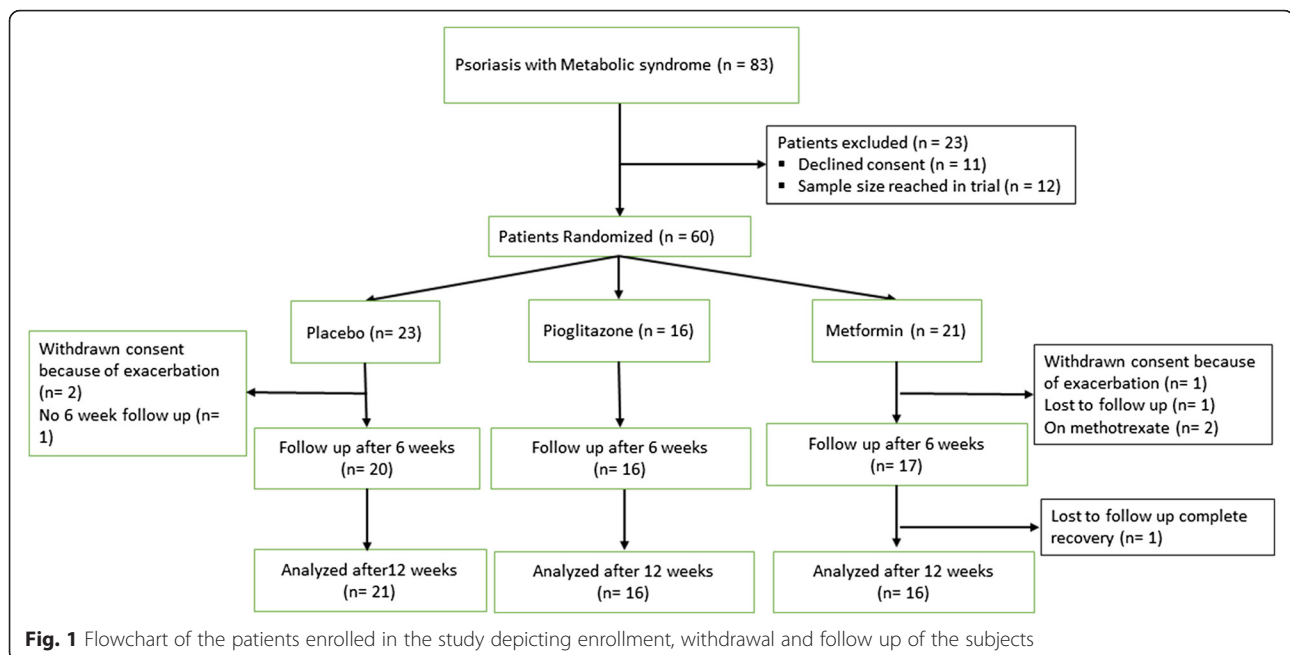 Psoriasis with Metabolic syndrome (n = 83)
Patients excluded (n = 23)
▪ Declined consent (n = 11)
▪ Sample size reached in trial (n = 12)
Patients Randomized (n = 60)
Placebo (n= 23)
Pioglitazone (n = 16)
Metformin (n = 21)
Withdrawn consent
because of exacerbation
(n= 2)
No 6 week follow up (n=
1)
Withdrawn consent because
of exacerbation (n= 1)
Lost to follow up (n= 1)
On methotrexate (n= 2)
Follow up after 6 weeks
(n= 20)
Follow up after 6 weeks
(n= 16)
Follow up after 6 weeks
(n= 17)
Lost to follow up complete
recovery (n= 1)
Analyzed after12 weeks
(n= 21)
Analyzed after 12 weeks
(n= 16)
Analyzed after 12 weeks
(n= 16)
Fig. 1 Flowchart of the patients enrolled in the study depicting enrollment, withdrawal and follow up of the subjects